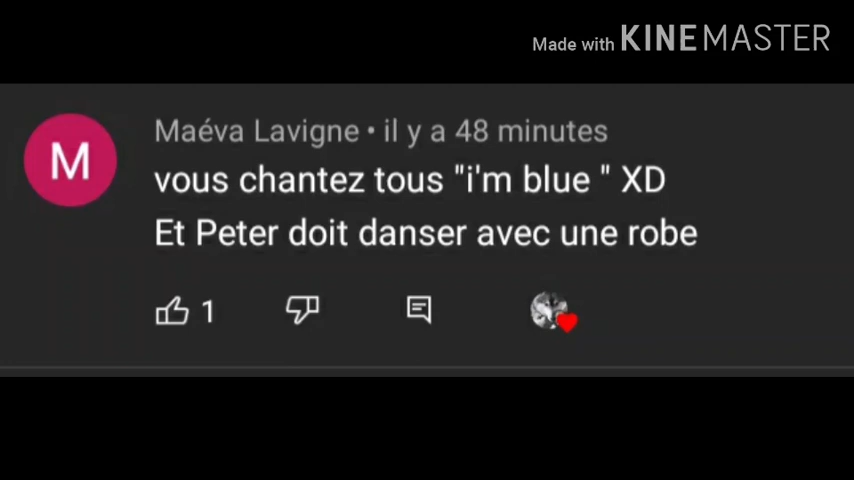 Made with KINEMASTER
Maéva Lavigne • il y a 48 minutes
M
vous chantez tous "i'm blue " XD
Et Peter doit danser avec une robe
1